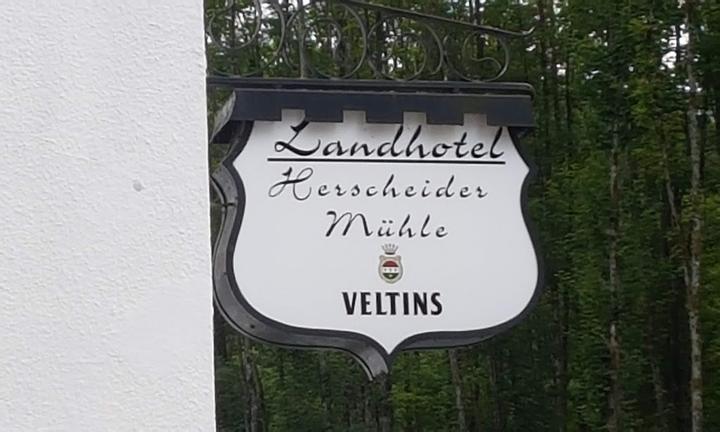 Landhotel
Herscheider
Mühle
VELTINS